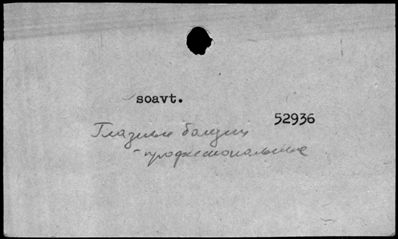 soavt.
52936
Глазные болезни
- профессиональные